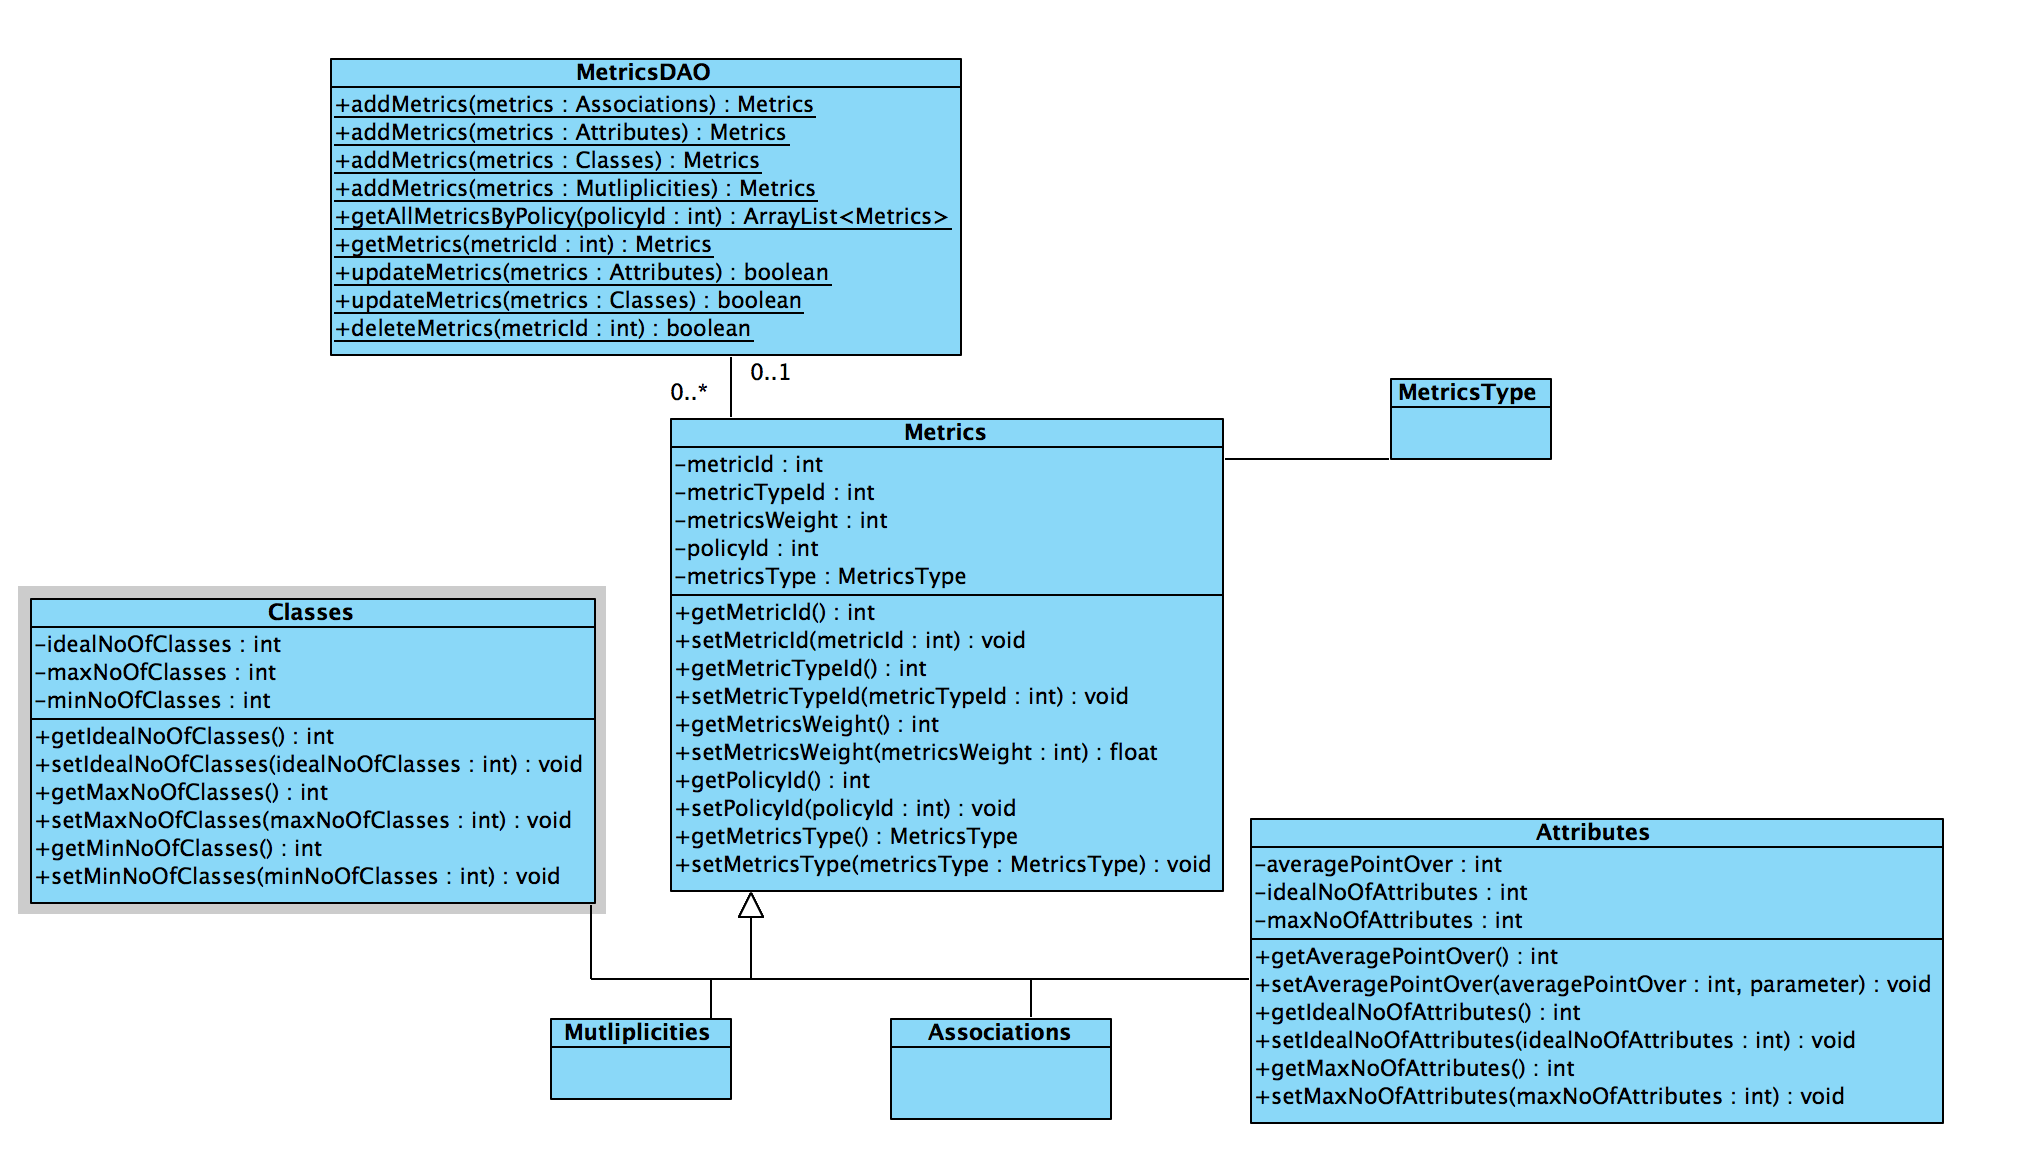 MetricsDAO
+addMetrics(metrics : Associations) : Metrics
+addMetrics(metrics : Attributes) : Metrics
+addMetrics(metrics : Classes) : Metrics
+addMetrics(metrics : Mutliplicities) : Metrics
+getAllMetricsByPolicy(policyId : int) : ArrayList<Metrics>
+getMetrics(metricId : int) : Metrics
+updateMetrics(metrics : Attributes) : boolean
+updateMetrics(metrics : Classes) : boolean
+deleteMetrics(metricId : int) : boolean
0..1
0..*
MetricsType
Metrics
-metricId : int
-metricTypeId : int
-metricsWeight : int
-policyId : int
-metricsType : MetricsType
+getMetricId() : int
+setMetricId(metricId : int) : void
+getMetricTypeId() : int
+setMetricTypeId(metricTypeId : int) : void
+getMetricsWeight() : int
+setMetricsWeight(metricsWeight : int) : float
+getPolicyId() : int
+setPolicyId(policyId : int) : void
+getMetricsType() : MetricsType
+setMetricsType(metricsType : MetricsType) : void
Classes
-idealNoOfClasses : int
-maxNoOfClasses : int
-minNoOfClasses : int
+getIdealNoOfClasses() : int
+setIdealNoOfClasses(idealNoOfClasses : int) : void
+getMaxNoOfClasses() : int
+setMaxNoOfClasses(maxNoOfClasses : int) : void
+getMinNoOfClasses() : int
+setMinNoOfClasses(minNoOfClasses : int) : void
Attributes
-averagePointOver : int
-idealNoOfAttributes : int
-maxNoOfAttributes : int
+getAveragePointOver() : int
+setAveragePointOver(averagePointOver : int, parameter) : void
+getIdealNoOfAttributes() : int
+setIdealNoOfAttributes(idealNoOfAttributes : int) : void
+getMaxNoOfAttributes() : int
+setMaxNoOfAttributes(maxNoOfAttributes : int) : void
Mutliplicities
Associations